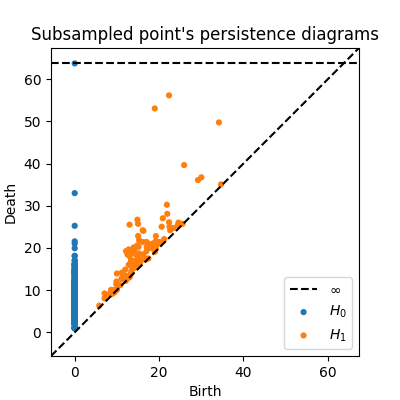 Subsampled point's persistence diagrams
60
50
40
30
20
10
0
Death
∞
H₀
H₁
0 20 40 60
Birth